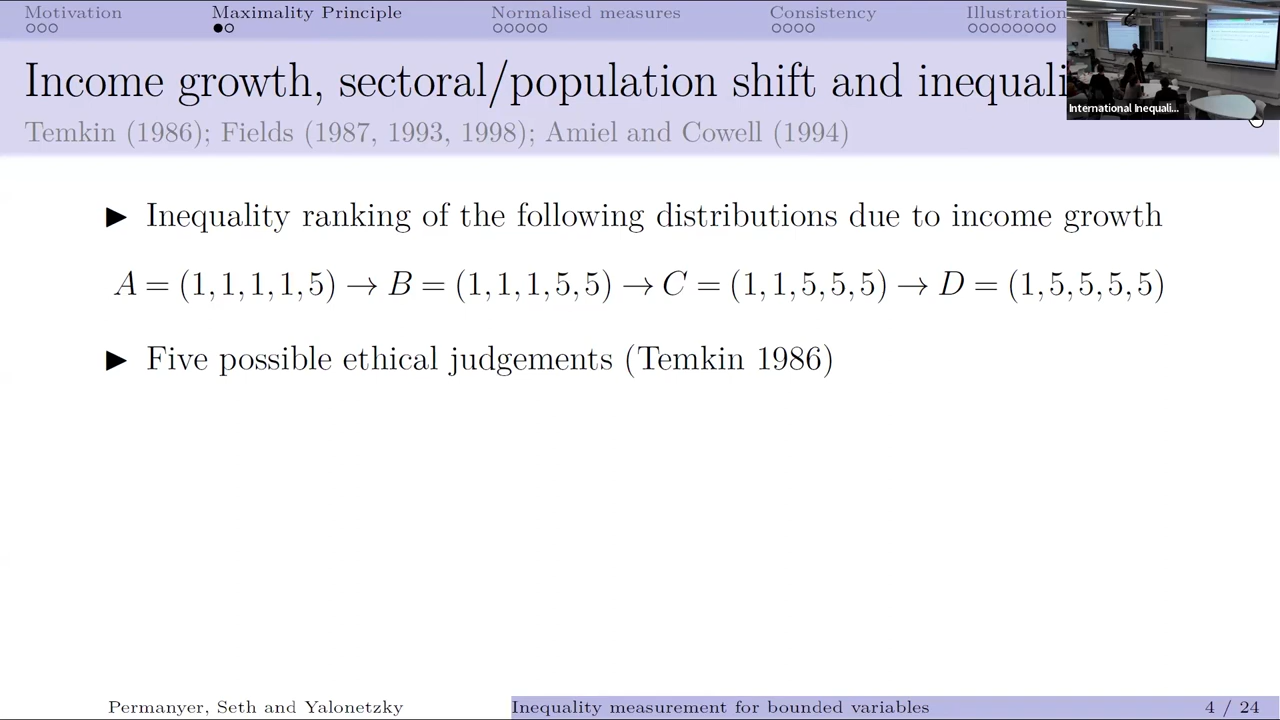 Motivation Maximality Principle Normalised measures Consistency Illustration
Income growth, sectoral/population shift and inequali
Temkin (1986); Fields (1987, 1993, 1998); Amiel and Cowell (1994)
International Inequali...
▶ Inequality ranking of the following distributions due to income growth
A = (1, 1, 1, 1, 5) → B = (1, 1, 1, 5, 5) → C = (1, 1, 5, 5, 5) → D = (1, 5, 5, 5, 5)
▶ Five possible ethical judgements (Temkin 1986)
Permanyer, Seth and Yalonetzky Inequality measurement for bounded variables 4 / 24